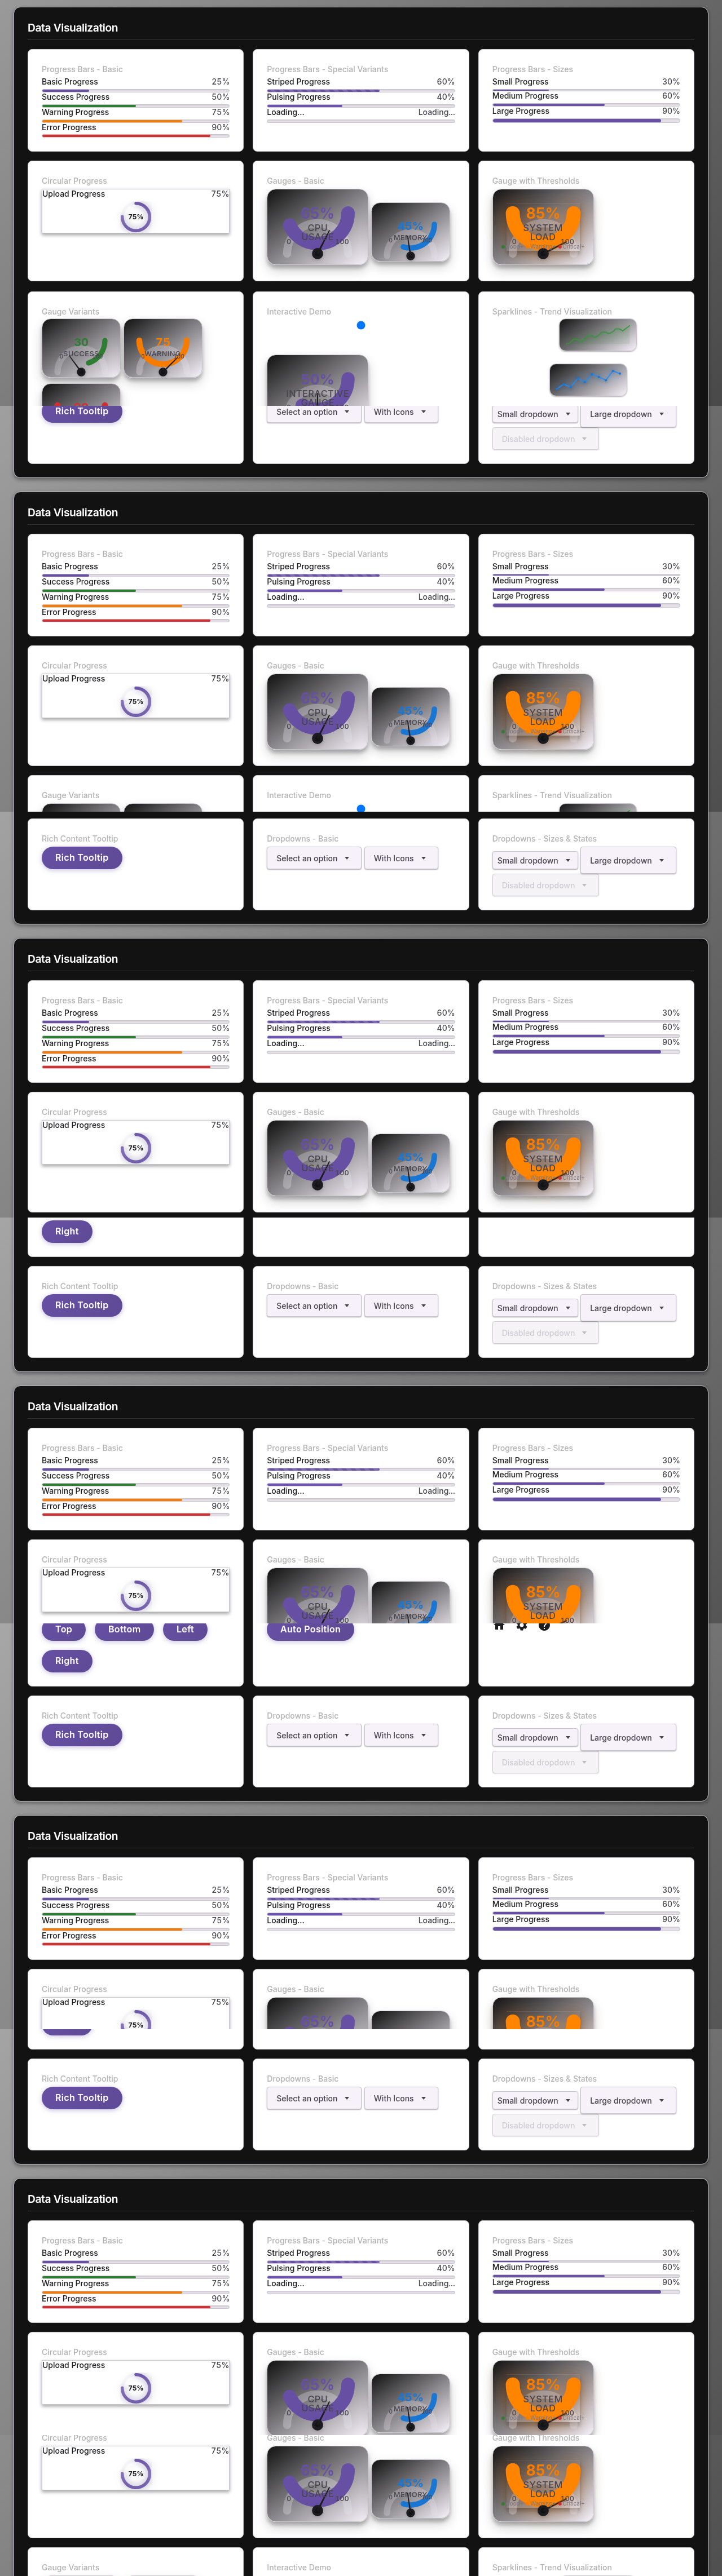 Data Visualization
Progress Bars - Basic
Basic Progress 25%
Success Progress 50%
Warning Progress 75%
Error Progress 90%
Progress Bars - Special Variants
Striped Progress 60%
Pulsing Progress 40%
Loading... Loading...
Progress Bars - Sizes
Small Progress 30%
Medium Progress 60%
Large Progress 90%
Circular Progress
Upload Progress 75%
75%
Gauges - Basic
65%
CPU
USAGE
0 100
45%
MEMORY
Gauge with Thresholds
85%
SYSTEM
LOAD
0 100
Gauge Variants
30
SUCCESS
75
WARNING
Rich Tooltip
Interactive Demo
60%
INTERACTIVE
GAUGE
Select an option
With Icons
Sparklines - Trend Visualization
Small dropdown
Large dropdown
Disabled dropdown
Data Visualization
Progress Bars - Basic
Basic Progress 25%
Success Progress 50%
Warning Progress 75%
Error Progress 90%
Progress Bars - Special Variants
Striped Progress 60%
Pulsing Progress 40%
Loading... Loading...
Progress Bars - Sizes
Small Progress 30%
Medium Progress 60%
Large Progress 90%
Circular Progress
Upload Progress 75%
75%
Gauges - Basic
65%
CPU
USAGE
0 100
45%
MEMORY
Gauge with Thresholds
85%
SYSTEM
LOAD
0 100
Gauge Variants
Interactive Demo
Sparklines - Trend Visualization
Rich Content Tooltip
Rich Tooltip
Dropdowns - Basic
Select an option
With Icons
Dropdowns - Sizes & States
Small dropdown
Large dropdown
Disabled dropdown
Data Visualization
Progress Bars - Basic
Basic Progress 25%
Success Progress 50%
Warning Progress 75%
Error Progress 90%
Progress Bars - Special Variants
Striped Progress 60%
Pulsing Progress 40%
Loading... Loading...
Progress Bars - Sizes
Small Progress 30%
Medium Progress 60%
Large Progress 90%
Circular Progress
Upload Progress 75%
75%
Gauges - Basic
65%
CPU
USAGE
0 100
45%
MEMORY
Gauge with Thresholds
85%
SYSTEM
LOAD
0 100
Right
Rich Content Tooltip
Rich Tooltip
Dropdowns - Basic
Select an option
With Icons
Dropdowns - Sizes & States
Small dropdown
Large dropdown
Disabled dropdown
Data Visualization
Progress Bars - Basic
Basic Progress 25%
Success Progress 50%
Warning Progress 75%
Error Progress 90%
Progress Bars - Special Variants
Striped Progress 60%
Pulsing Progress 40%
Loading... Loading...
Progress Bars - Sizes
Small Progress 30%
Medium Progress 60%
Large Progress 90%
Circular Progress
Upload Progress 75%
75%
Top
Bottom
Left
Right
Gauges - Basic
65%
CPU
USAGE
0 100
45%
MEMORY
Auto Position
Gauge with Thresholds
85%
SYSTEM
LOAD
0 100
Rich Content Tooltip
Rich Tooltip
Dropdowns - Basic
Select an option
With Icons
Dropdowns - Sizes & States
Small dropdown
Large dropdown
Disabled dropdown
Data Visualization
Progress Bars - Basic
Basic Progress 25%
Success Progress 50%
Warning Progress 75%
Error Progress 90%
Progress Bars - Special Variants
Striped Progress 60%
Pulsing Progress 40%
Loading... Loading...
Progress Bars - Sizes
Small Progress 30%
Medium Progress 60%
Large Progress 90%
Circular Progress
Upload Progress 75%
75%
Gauges - Basic
65%
Gauge with Thresholds
85%
Rich Content Tooltip
Rich Tooltip
Dropdowns - Basic
Select an option
With Icons
Dropdowns - Sizes & States
Small dropdown
Large dropdown
Disabled dropdown
Data Visualization
Progress Bars - Basic
Basic Progress 25%
Success Progress 50%
Warning Progress 75%
Error Progress 90%
Progress Bars - Special Variants
Striped Progress 60%
Pulsing Progress 40%
Loading... Loading...
Progress Bars - Sizes
Small Progress 30%
Medium Progress 60%
Large Progress 90%
Circular Progress
Upload Progress 75%
75%
Gauges - Basic
65%
CPU
USAGE
0 100
45%
MEMORY
Gauge with Thresholds
85%
SYSTEM
LOAD
0 100
Circular Progress
Upload Progress 75%
75%
Gauges - Basic
65%
CPU
USAGE
0 100
45%
MEMORY
Gauge with Thresholds
85%
SYSTEM
LOAD
0 100
Gauge Variants
Interactive Demo
Sparklines - Trend Visualization